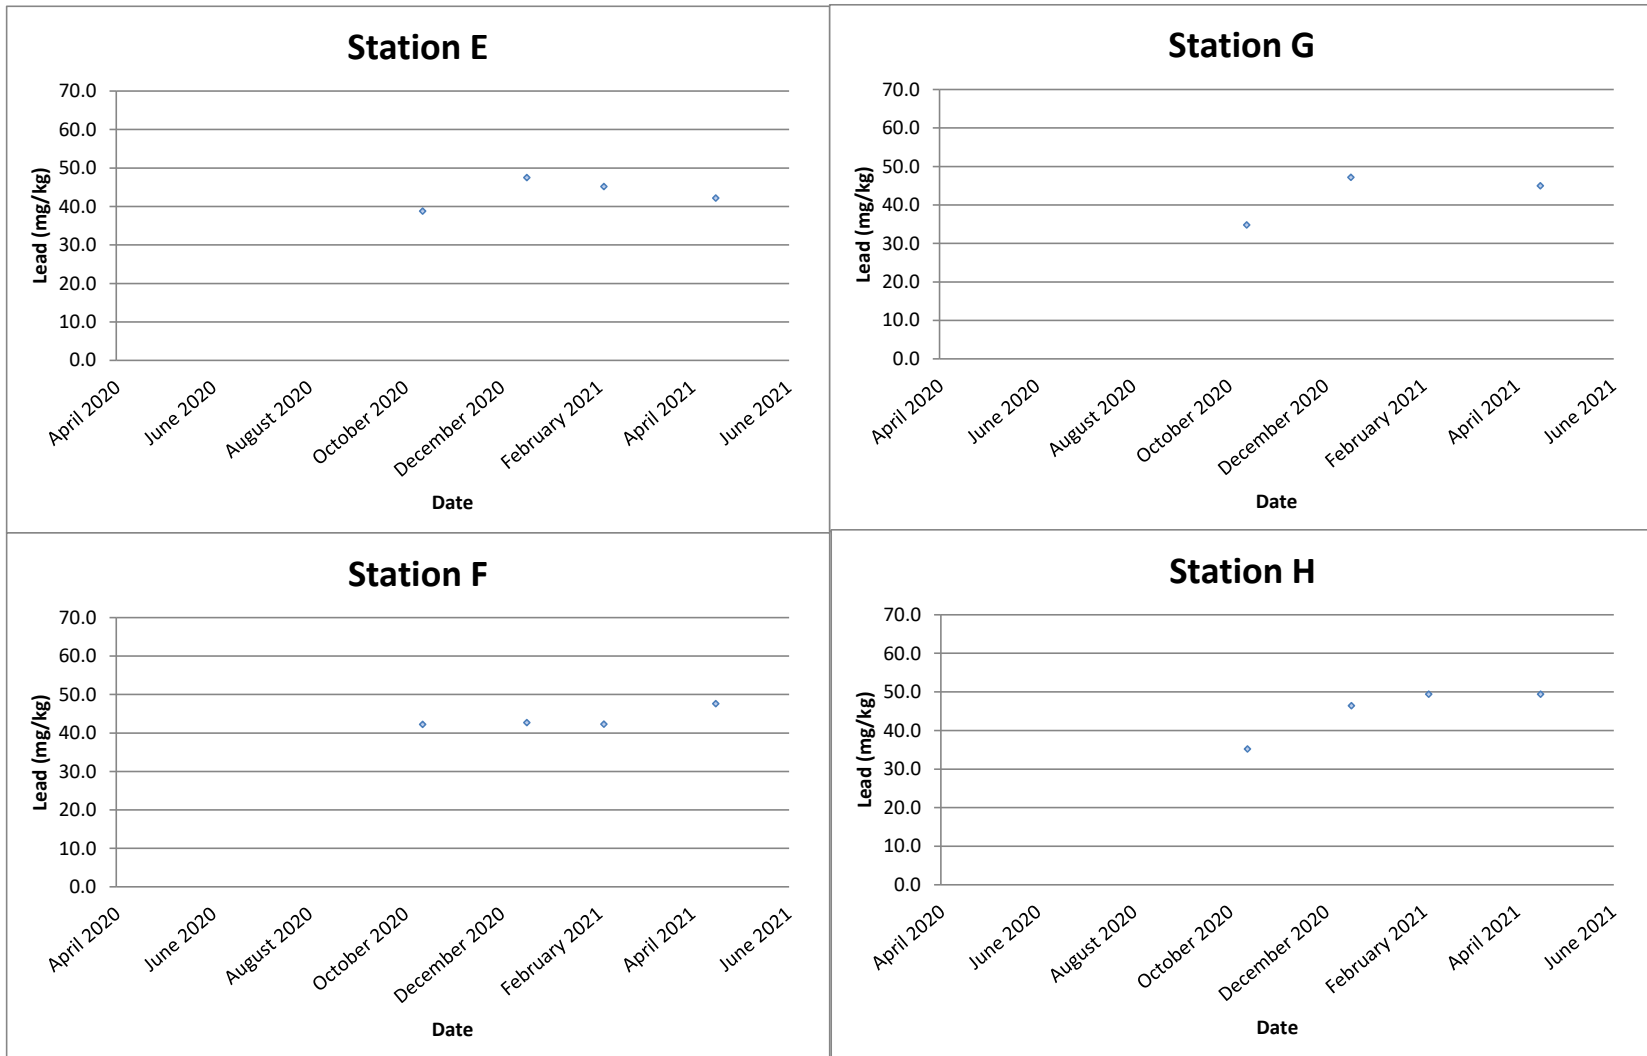 Station E
70.0
60.0
50.0
40.0
30.0
20.0
10.0
0.0
Lead (mg/kg)
April 2020
June 2020
August 2020
October 2020
December 2020
February 2021
April 2021
June 2021
Date
Station G
70.0
60.0
50.0
40.0
30.0
20.0
10.0
0.0
Lead (mg/kg)
April 2020
June 2020
August 2020
October 2020
December 2020
February 2021
April 2021
June 2021
Date
Station F
70.0
60.0
50.0
40.0
30.0
20.0
10.0
0.0
Lead (mg/kg)
April 2020
June 2020
August 2020
October 2020
December 2020
February 2021
April 2021
June 2021
Date
Station H
70.0
60.0
50.0
40.0
30.0
20.0
10.0
0.0
Lead (mg/kg)
April 2020
June 2020
August 2020
October 2020
December 2020
February 2021
April 2021
June 2021
Date